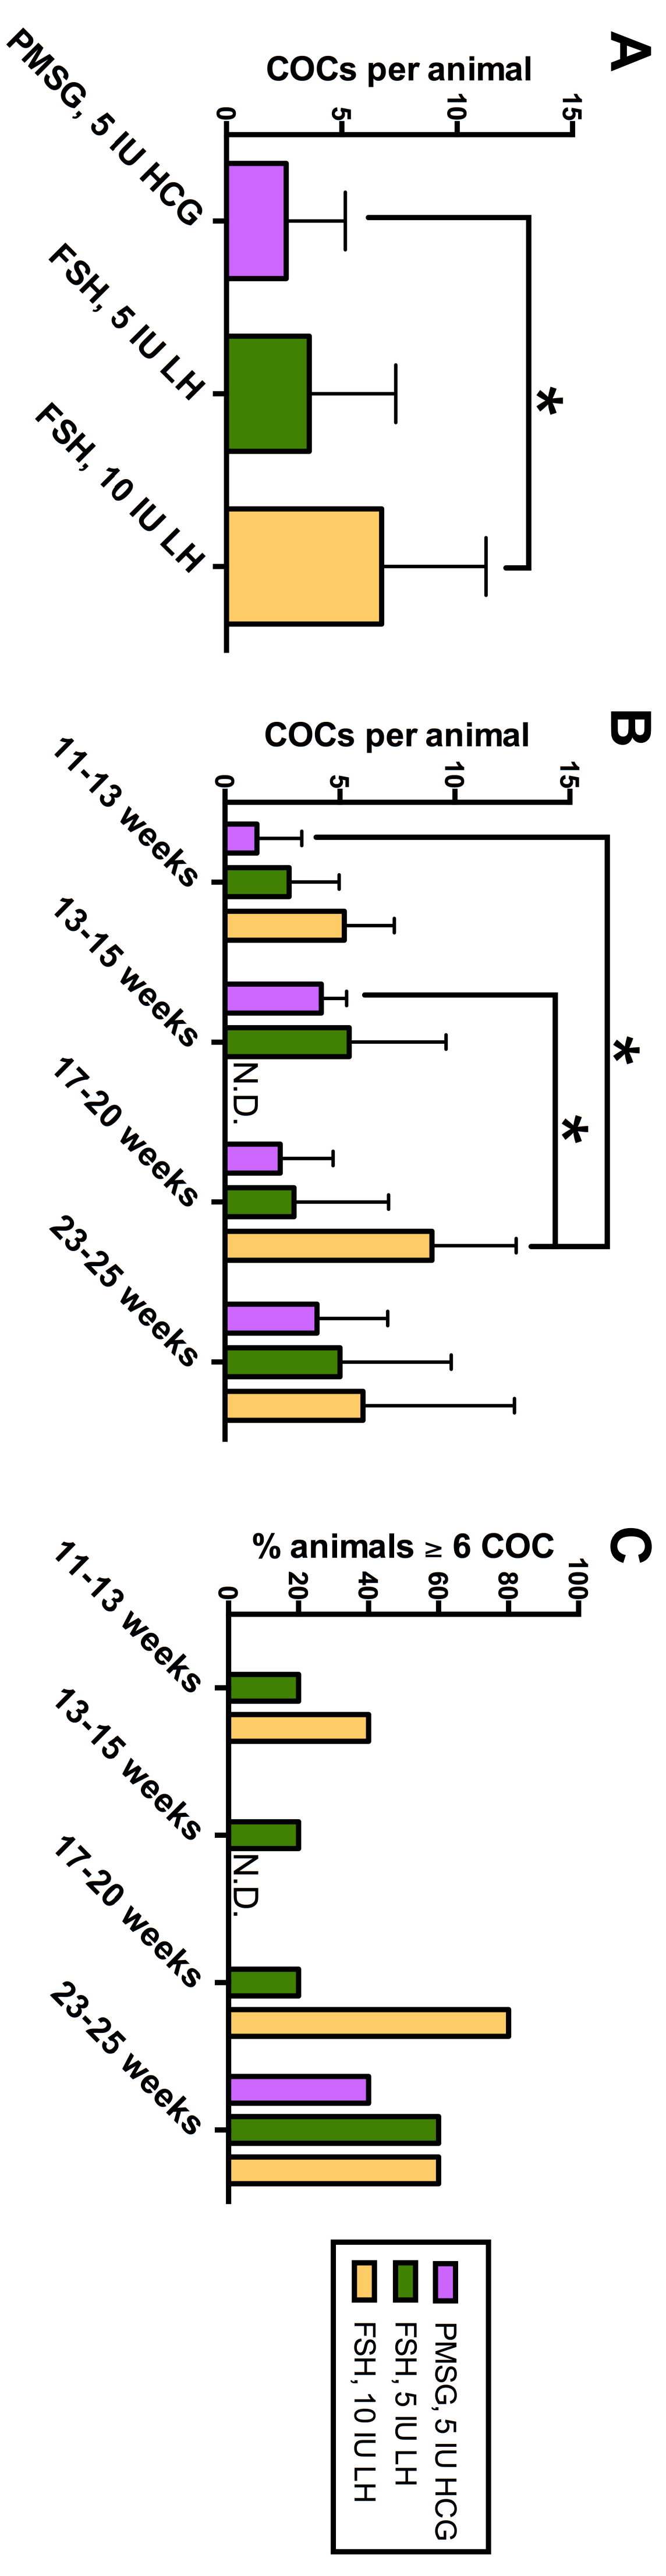 A
COCs per animal
15
10
5
0
*
PMSG, 5 IU HCG
FSH, 5 IU LH
FSH, 10 IU LH
B
COCs per animal
15
10
5
0
*
*
N.D.
11-13 weeks
13-15 weeks
17-20 weeks
23-25 weeks
C
% animals ≥ 6 COC
100
80
60
40
20
0
N.D.
11-13 weeks
13-15 weeks
17-20 weeks
23-25 weeks
PMSG, 5 IU HCG
FSH, 5 IU LH
FSH, 10 IU LH